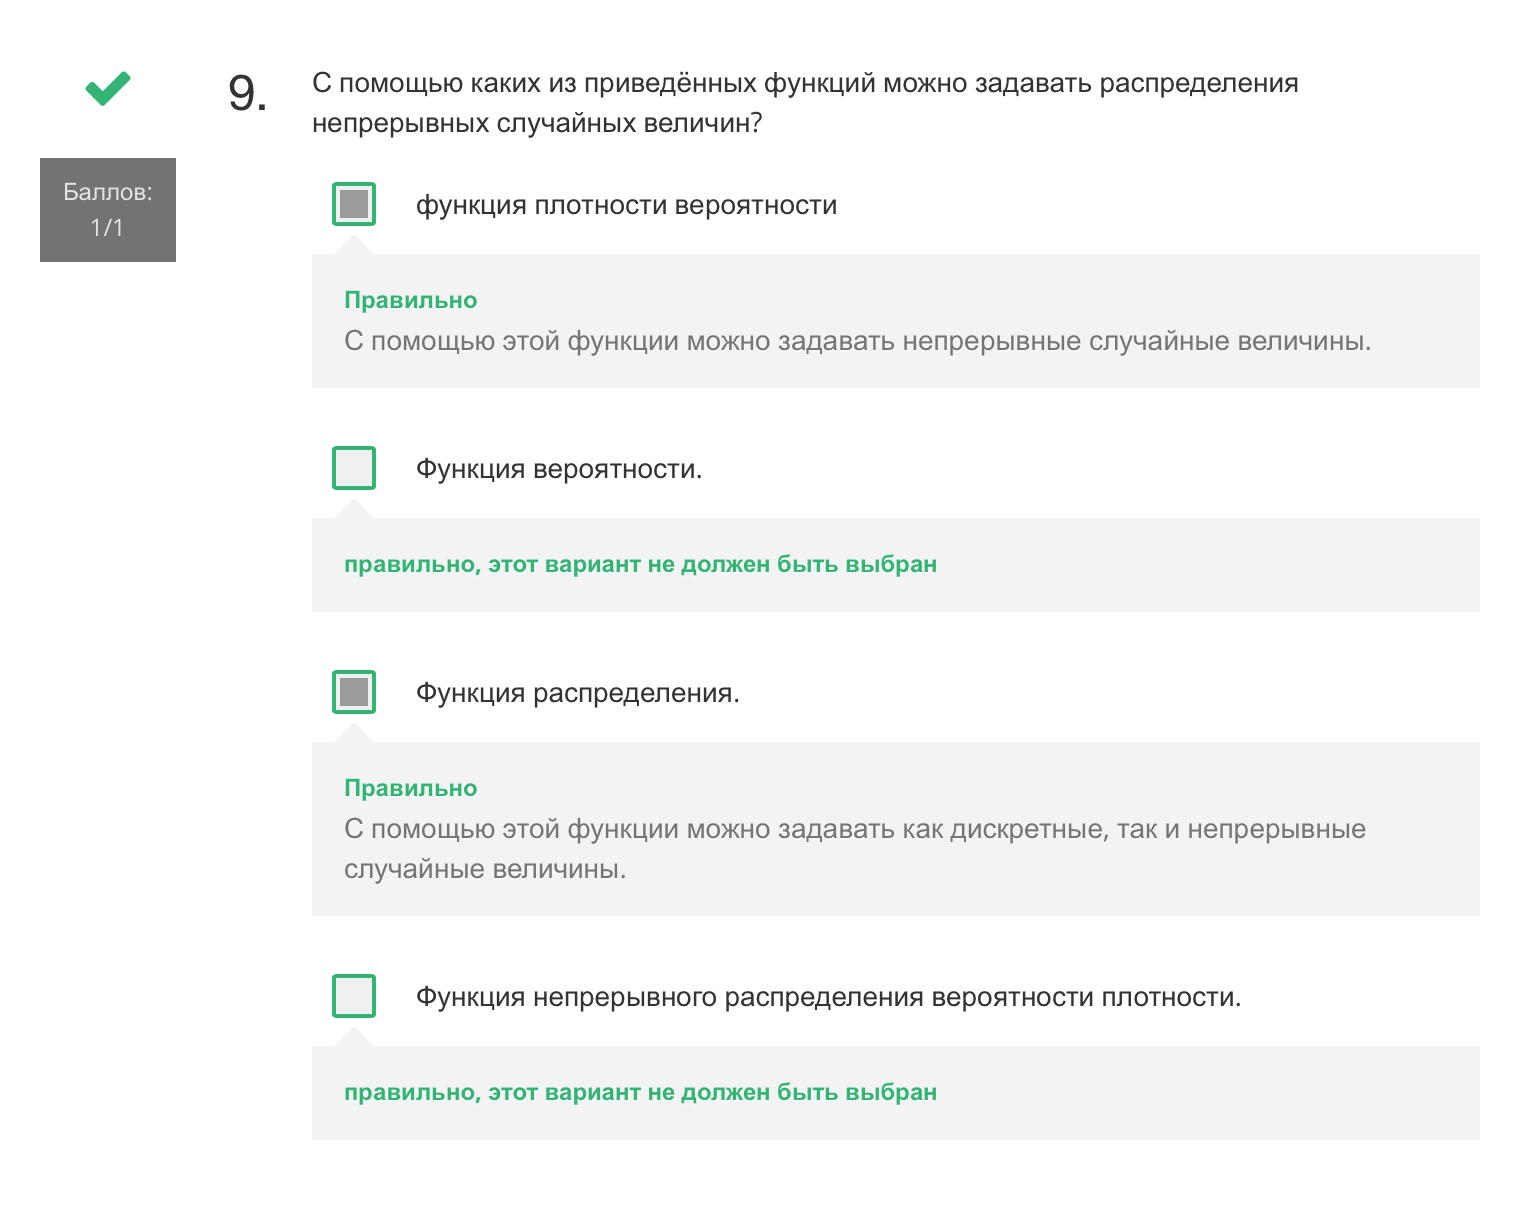 9.
С помощью каких из приведённых функций можно задавать распределения
непрерывных случайных величин?
Баллов:
1/1
функция плотности вероятности
Правильно
С помощью этой функции можно задавать непрерывные случайные величины.
Функция вероятности.
правильно, этот вариант не должен быть выбран
Функция распределения.
Правильно
С помощью этой функции можно задавать как дискретные, так и непрерывные
случайные величины.
Функция непрерывного распределения вероятности плотности.
правильно, этот вариант не должен быть выбран